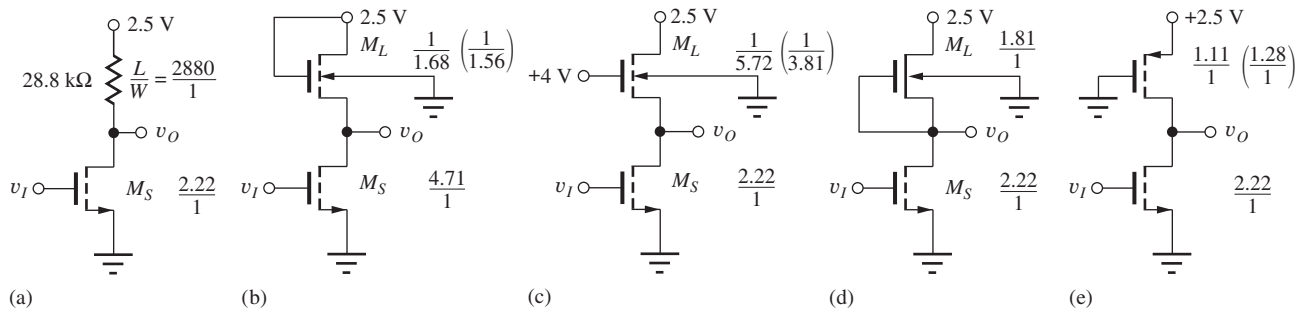 2.5 V
28.8 kΩ L/W = 2880/1
v_O
v_I M_S 2.22/1
(a)
2.5 V
M_L 1/1.68 (1/1.56)
v_O
v_I M_S 4.71/1
(b)
2.5 V
M_L 1/5.72 (1/3.81)
+4 V
v_O
v_I M_S 2.22/1
(c)
2.5 V
M_L 1.81/1
v_O
v_I M_S 2.22/1
(d)
+2.5 V
1.11/1 (1.28/1)
v_O
v_I 2.22/1
(e)